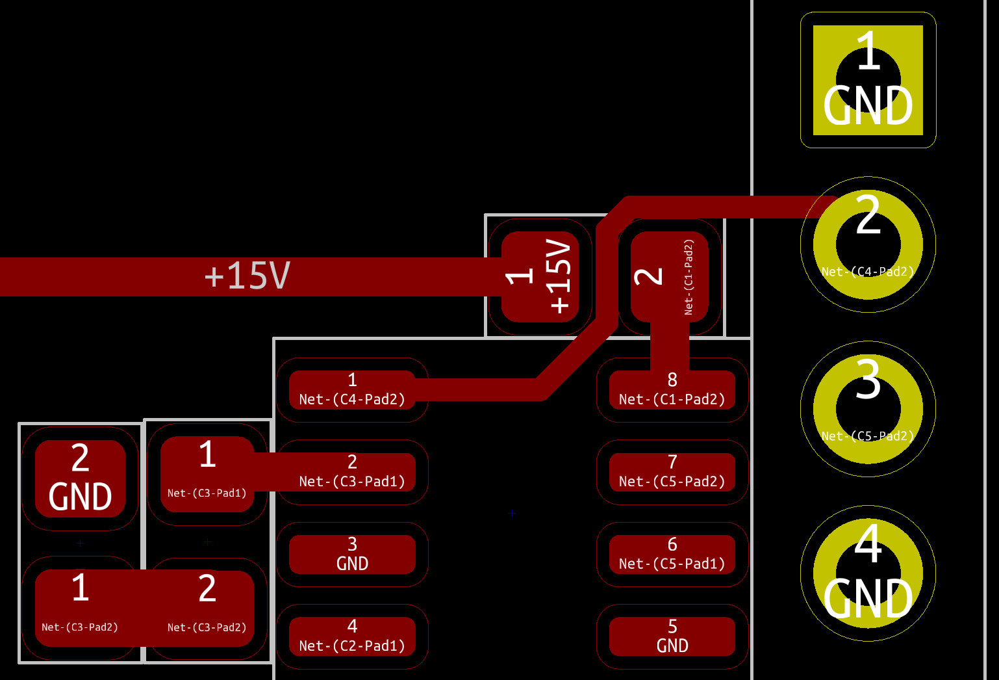 1
GND
2
Net-(C4-Pad2)
+15V
1
+15V
2
Net-(C1-Pad2)
1
Net-(C4-Pad2)
8
Net-(C1-Pad2)
3
Net-(C5-Pad2)
2
GND
1
Net-(C3-Pad1)
2
Net-(C3-Pad1)
7
Net-(C5-Pad2)
3
GND
6
Net-(C5-Pad1)
4
GND
1
Net-(C3-Pad2)
2
Net-(C3-Pad2)
4
Net-(C2-Pad1)
5
GND